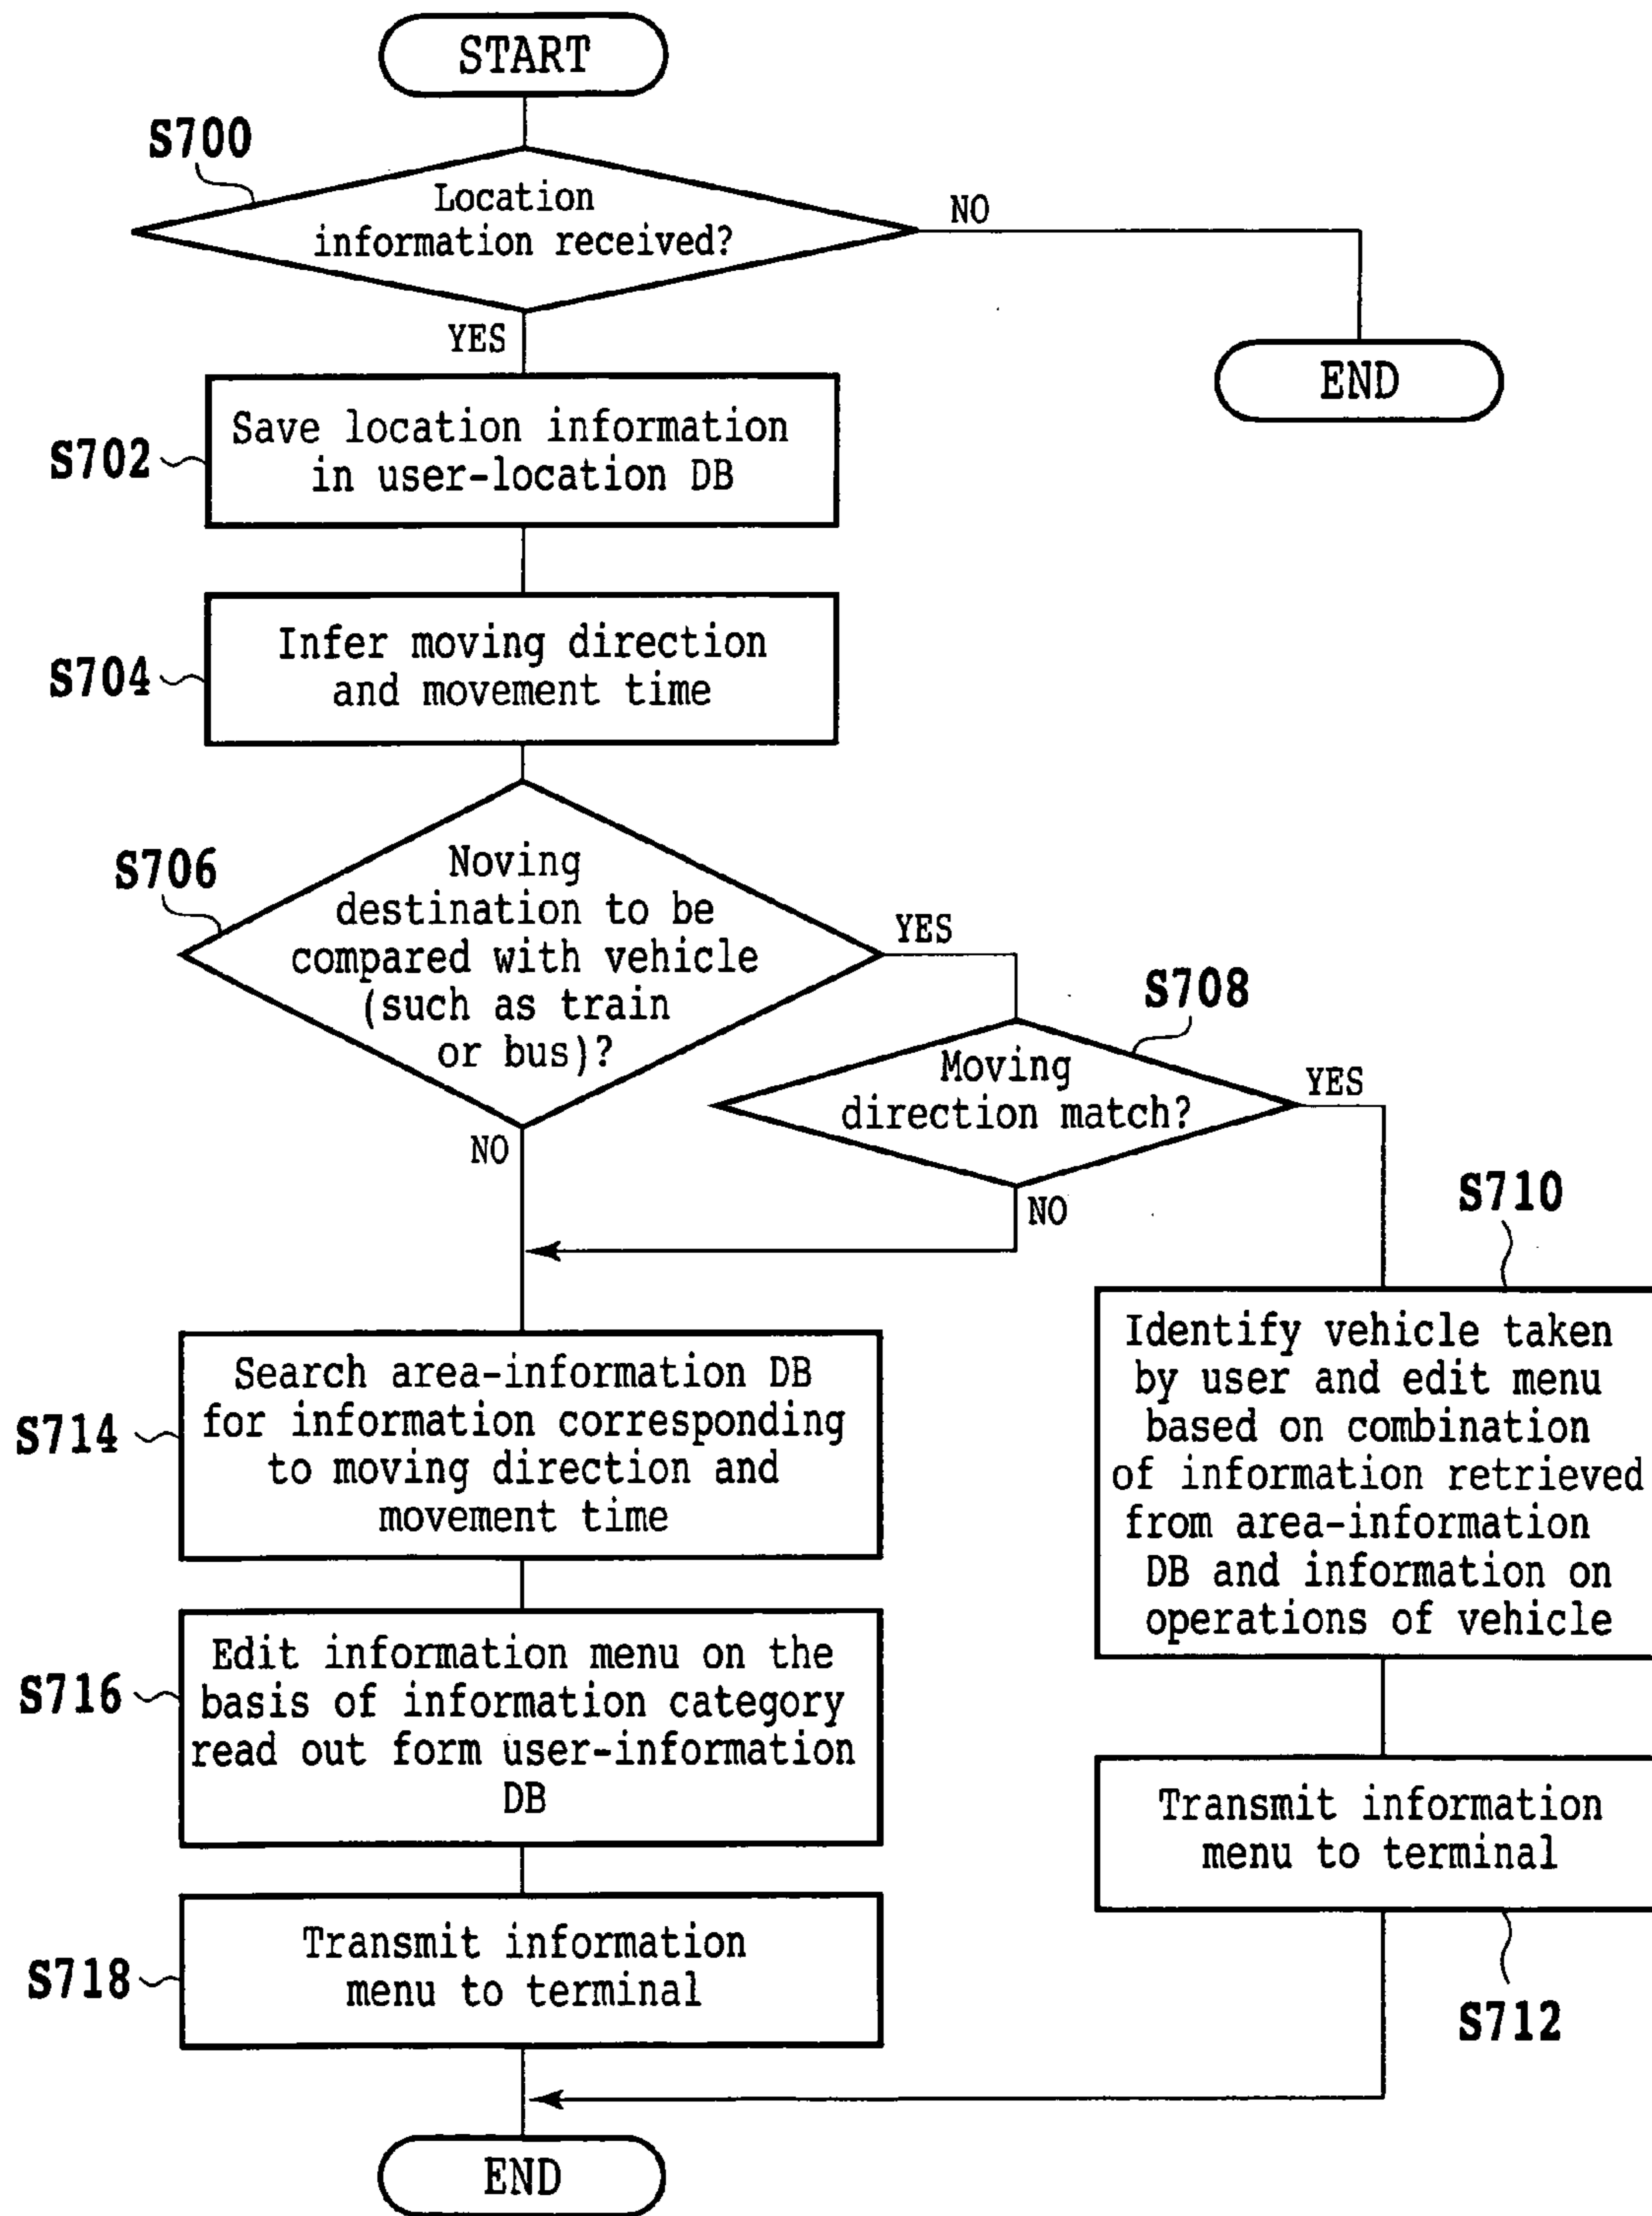 START
S700
Location
information received?
NO
YES
END
S702
Save location information
in user-location DB
S704
Infer moving direction
and movement time
S706
Noving
destination to be
compared with vehicle
(such as train
or bus)?
YES
NO
S708
Moving
direction match?
YES
NO
S710
Identify vehicle taken
by user and edit menu
based on combination
of information retrieved
from area-information
DB and information on
operations of vehicle
S714
Search area-information DB
for information corresponding
to moving direction and
movement time
S716
Edit information menu on the
basis of information category
read out form user-information
DB
Transmit information
menu to terminal
S712
S718
Transmit information
menu to terminal
END